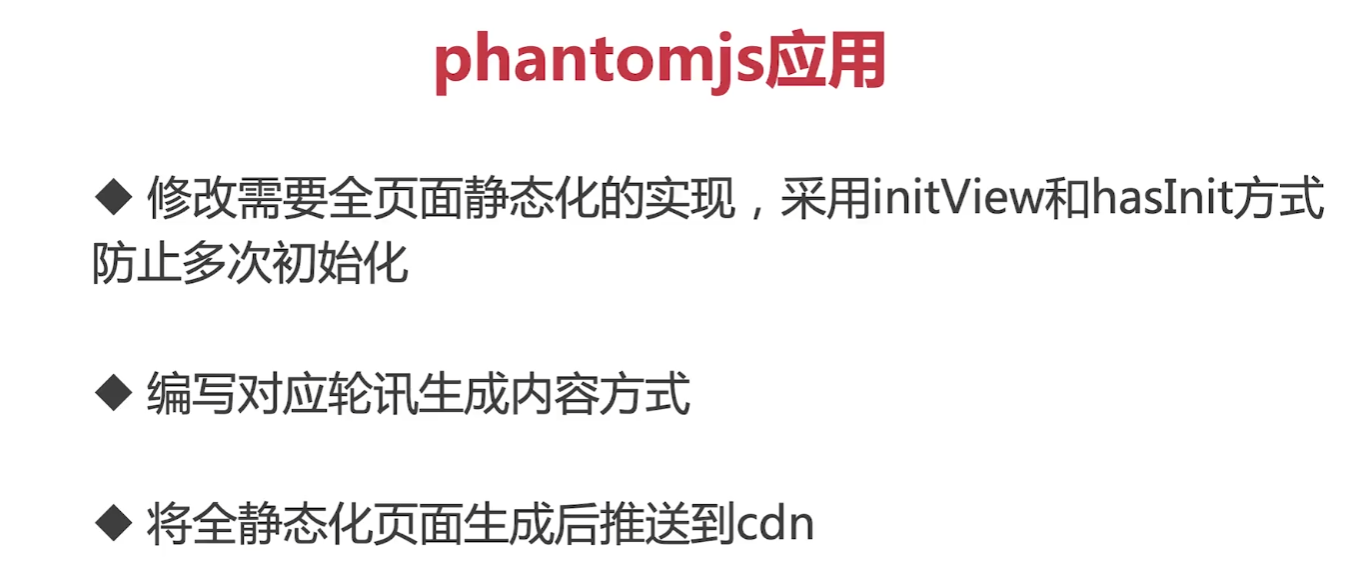 phantomjs应用
◆ 修改需要全页面静态化的实现，采用initView和hasInit方式
防止多次初始化
◆ 编写对应轮讯生成内容方式
◆ 将全静态化页面生成后推送到cdn